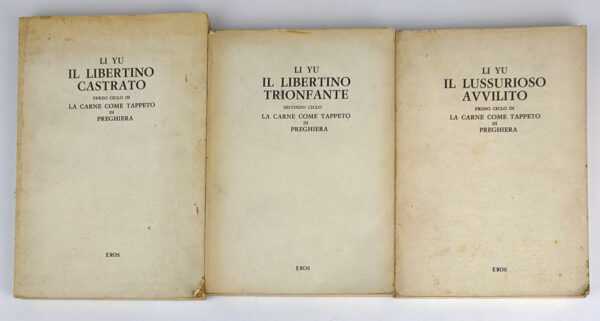 LI YU
IL LIBERTINO
CASTRATO
TERZO CICLO DI
LA CARNE COME TAPPETO
DI
PREGHIERA
EROS
LI YU
IL LIBERTINO
TRIONFANTE
SECONDO CICLO
LA CARNE COME TAPPETO
DI
PREGHIERA
EROS
LI YU
IL LUSSURIOSO
AVVILITO
PRIMO CICLO DI
LA CARNE COME TAPPETO
DI
PREGHIERA
EROS